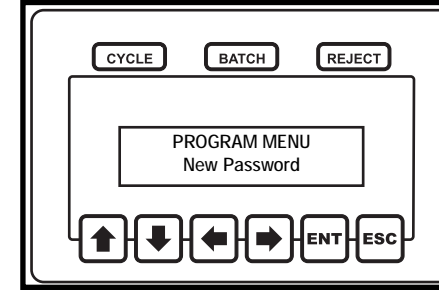 CYCLE BATCH REJECT
PROGRAM MENU
New Password
ENT ESC